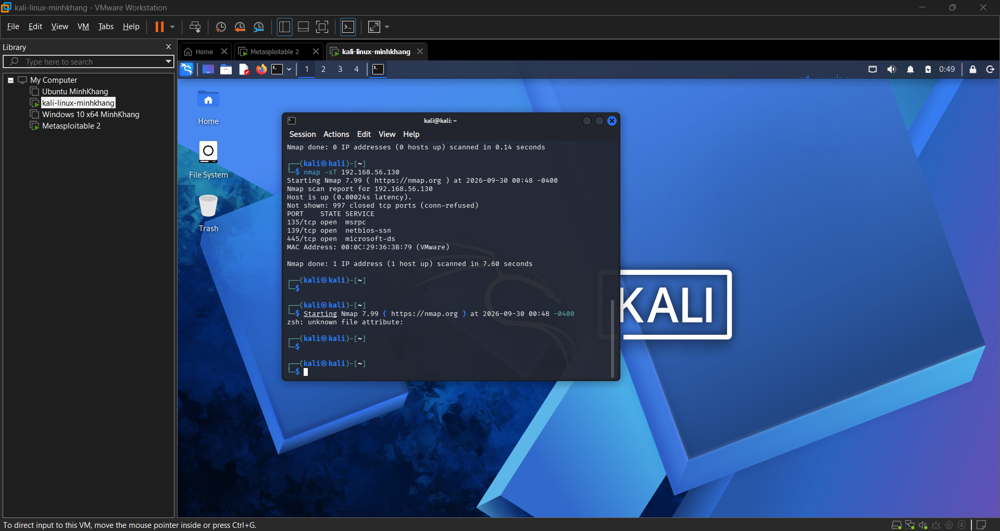 kali-linux-minhkhang - VMware Workstation
File Edit View VM Tabs Help
Library
Type here to search
My Computer
Ubuntu MinhKhang
kali-linux-minhkhang
Windows 10 x64 MinhKhang
Metasploitable 2
Home
Metasploitable 2
kali-linux-minhkhang
1 2 3 4
0:49
Home
File System
Trash
kali@kali: ~
Session Actions Edit View Help
Nmap done: 0 IP addresses (0 hosts up) scanned in 0.14 seconds
┌──(kali㉿kali)-[~]
└─$ nmap -sT 192.168.56.130
Starting Nmap 7.99 ( https://nmap.org ) at 2026-09-30 00:48 -0400
Nmap scan report for 192.168.56.130
Host is up (0.00024s latency).
Not shown: 997 closed tcp ports (conn-refused)
PORT    STATE SERVICE
135/tcp open  msrpc
139/tcp open  netbios-ssn
445/tcp open  microsoft-ds
MAC Address: 00:0C:29:36:3B:79 (VMware)
Nmap done: 1 IP address (1 host up) scanned in 7.60 seconds
┌──(kali㉿kali)-[~]
└─$
┌──(kali㉿kali)-[~]
└─$ Starting Nmap 7.99 ( https://nmap.org ) at 2026-09-30 00:48 -0400
zsh: unknown file attribute:
┌──(kali㉿kali)-[~]
└─$
┌──(kali㉿kali)-[~]
└─$
KALI
To direct input to this VM, move the mouse pointer inside or press Ctrl+G.